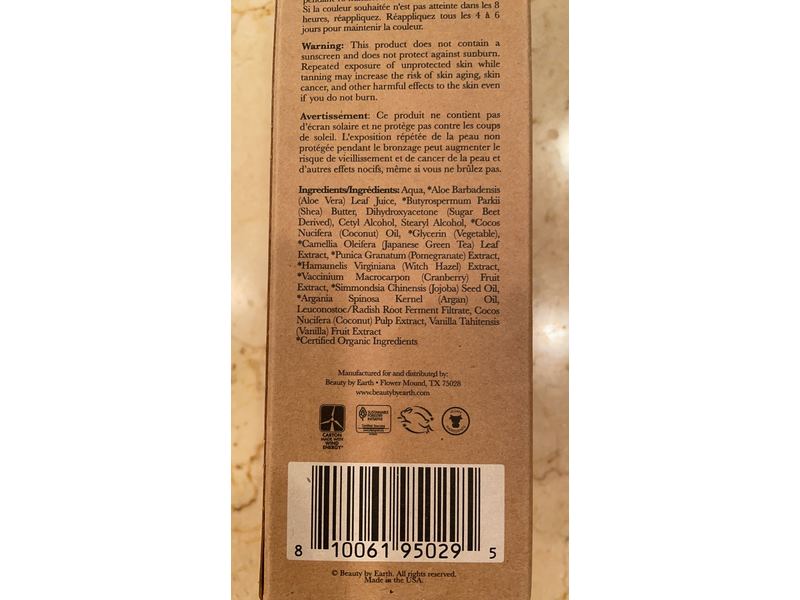 Si la couleur souhaitée n'est pas atteinte dans les 8
heures, réappliquez. Réappliquez tous les 4 à 6
jours pour maintenir la couleur.
Warning: This product does not contain a
sunscreen and does not protect against sunburn.
Repeated exposure of unprotected skin while
tanning may increase the risk of skin aging, skin
cancer, and other harmful effects to the skin even
if you do not burn.
Avertissement: Ce produit ne contient pas
d'écran solaire et ne protège pas contre les coups
de soleil. L'exposition répétée de la peau non
protégée pendant le bronzage peut augmenter le
risque de vieillissement et de cancer de la peau et
d'autres effets nocifs, même si vous ne brûlez pas.
Ingredients/Ingrédients: Aqua, *Aloe Barbadensis
(Aloe Vera) Leaf Juice, *Butyrospermum Parkii
(Shea) Butter, Dihydroxyacetone (Sugar Beet
Derived), Cetyl Alcohol, Stearyl Alcohol, *Cocos
Nucifera (Coconut) Oil, *Glycerin (Vegetable),
*Camellia Oleifera (Japanese Green Tea) Leaf
Extract, *Punica Granatum (Pomegranate) Extract,
*Hamamelis Virginiana (Witch Hazel) Extract,
*Vaccinium Macrocarpon (Cranberry) Fruit
Extract, *Simmondsia Chinensis (Jojoba) Seed Oil,
*Argania Spinosa Kernel (Argan) Oil,
Leuconostoc/Radish Root Ferment Filtrate, Cocos
Nucifera (Coconut) Pulp Extract, Vanilla Tahitensis
(Vanilla) Fruit Extract
*Certified Organic Ingredients
Manufactured for and distributed by:
Beauty by Earth • Flower Mound, TX 75028
www.beautybyearth.com
CARTON
MADE WITH
WIND
ENERGY
SUSTAINABLE
FORESTRY
INITIATIVE
8 10061 95029 5
© Beauty by Earth. All rights reserved.
Made in the USA.